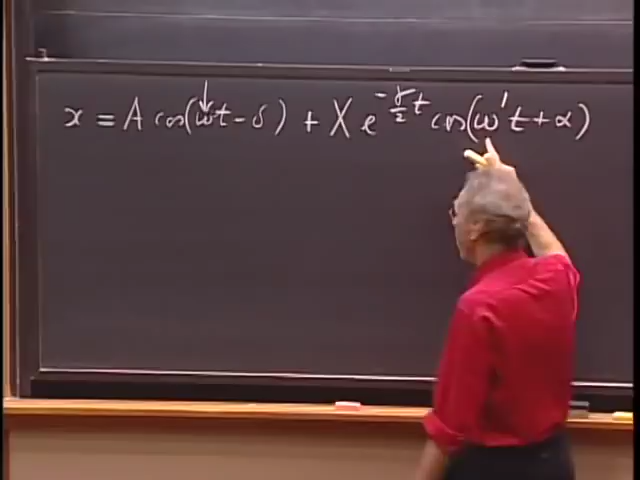 x = A cos(ωt - δ) + X e^{-γ/2 t} cos(ω't + α)